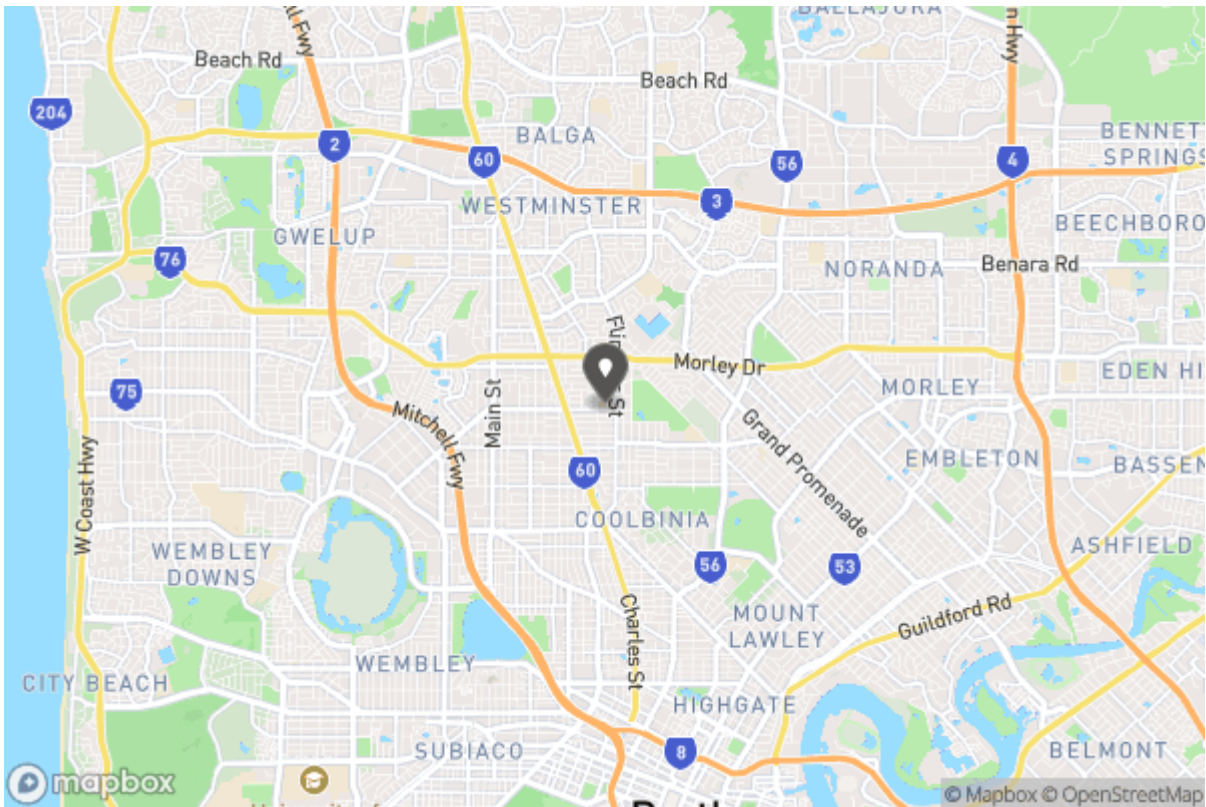 BALLAJURA
Beach Rd
Beach Rd
204
2
BALGA
60
56
4
BENNETT
SPRINGS
WESTMINSTER
3
GWELUP
BEECHBORO
76
NORANDA
Benara Rd
Morley Dr
75
Main St
St
MORLEY
EDEN HI
Mitchell Fwy
Grand Promenade
W Coast Hwy
60
EMBLETON
BASSEN
COOLBINIA
WEMBLEY
DOWNS
56
53
ASHFIELD
Charles St
MOUNT
LAWLEY
Guildford Rd
WEMBLEY
CITY BEACH
HIGHGATE
SUBIACO
8
BELMONT
mapbox
© Mapbox © OpenStreetMap